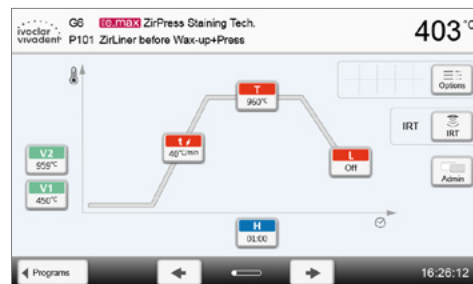 ivoclar
vivadent
G6 IPS e.max ZirPress Staining Tech.
P101 ZirLiner before Wax-up+Press
403°C
Options
T
960°C
IRT
IRT
t↗
40°C/min
V2
959°C
L
Off
Admin
V1
450°C
H
01:00
Programs
16:26:12